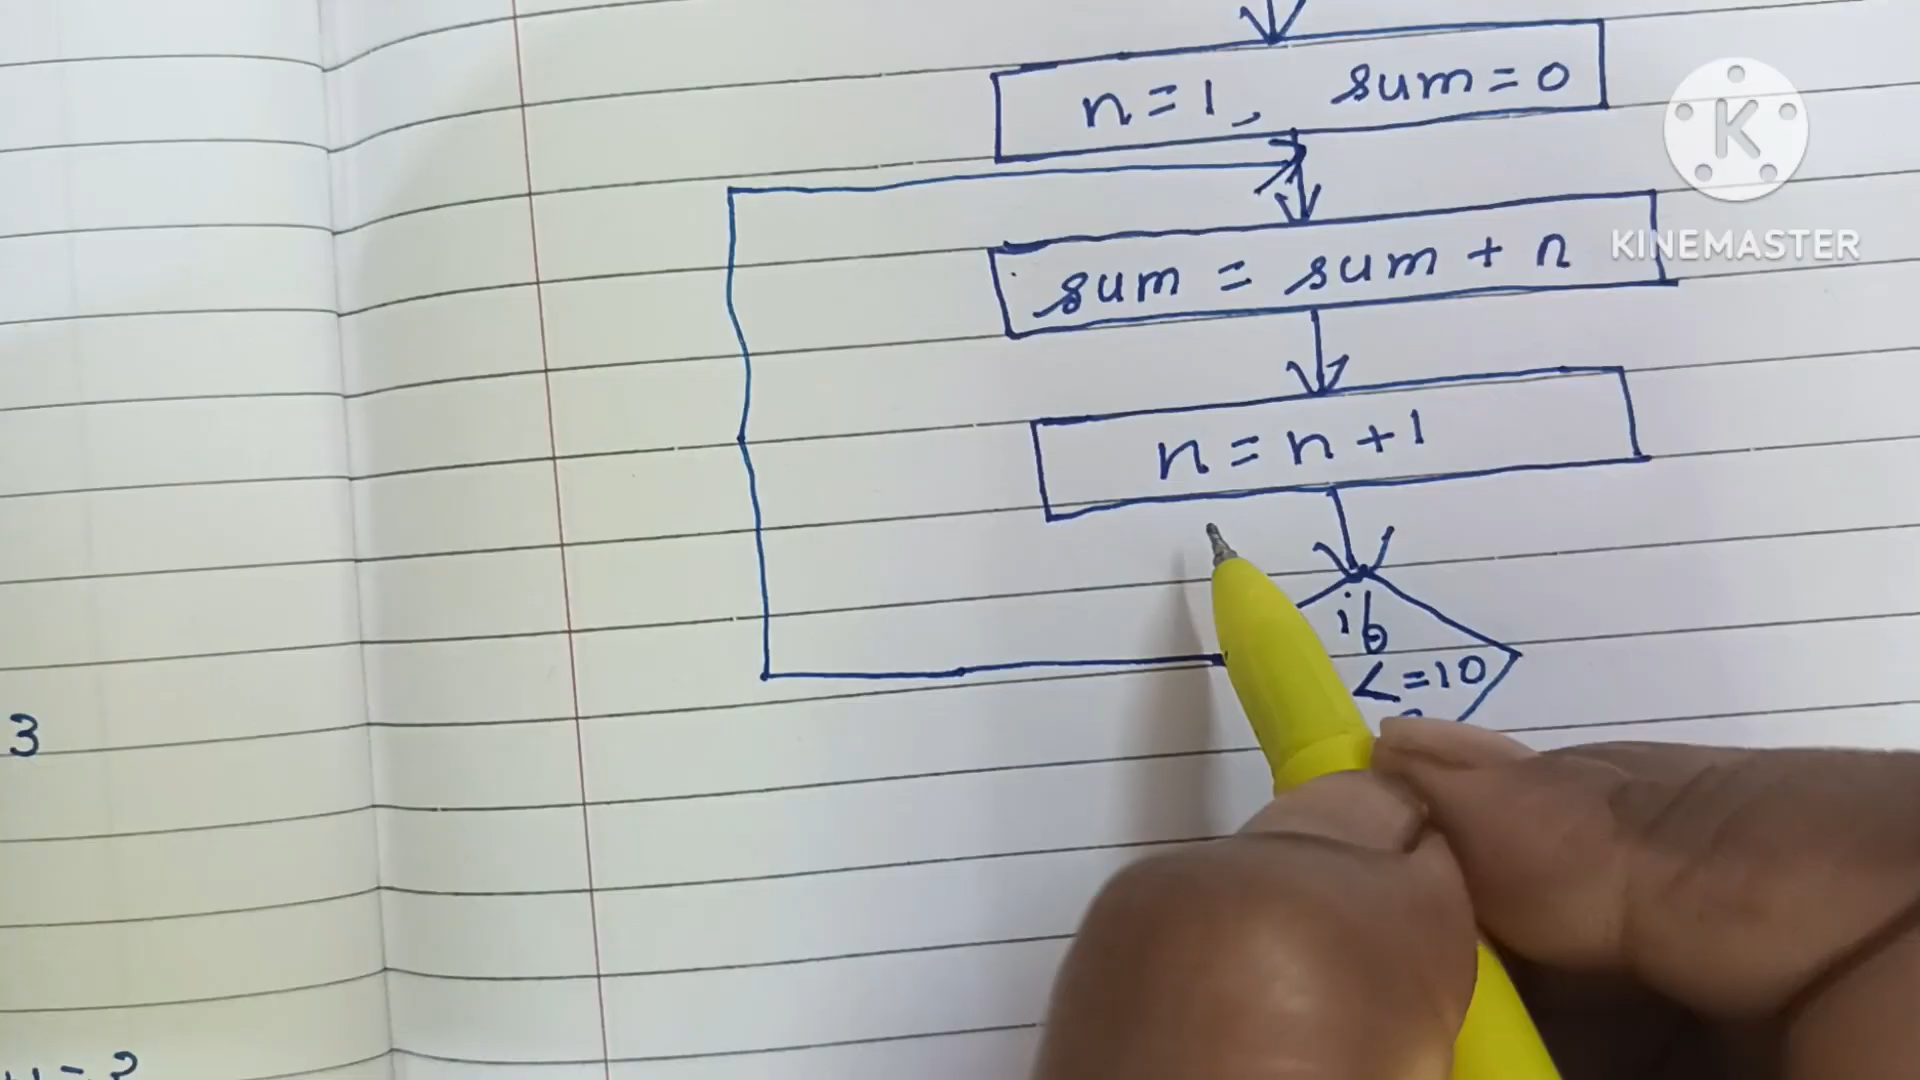 n = 1, sum = 0
K
KINEMASTER
sum = sum + n
n = n + 1
if
<= 10
3